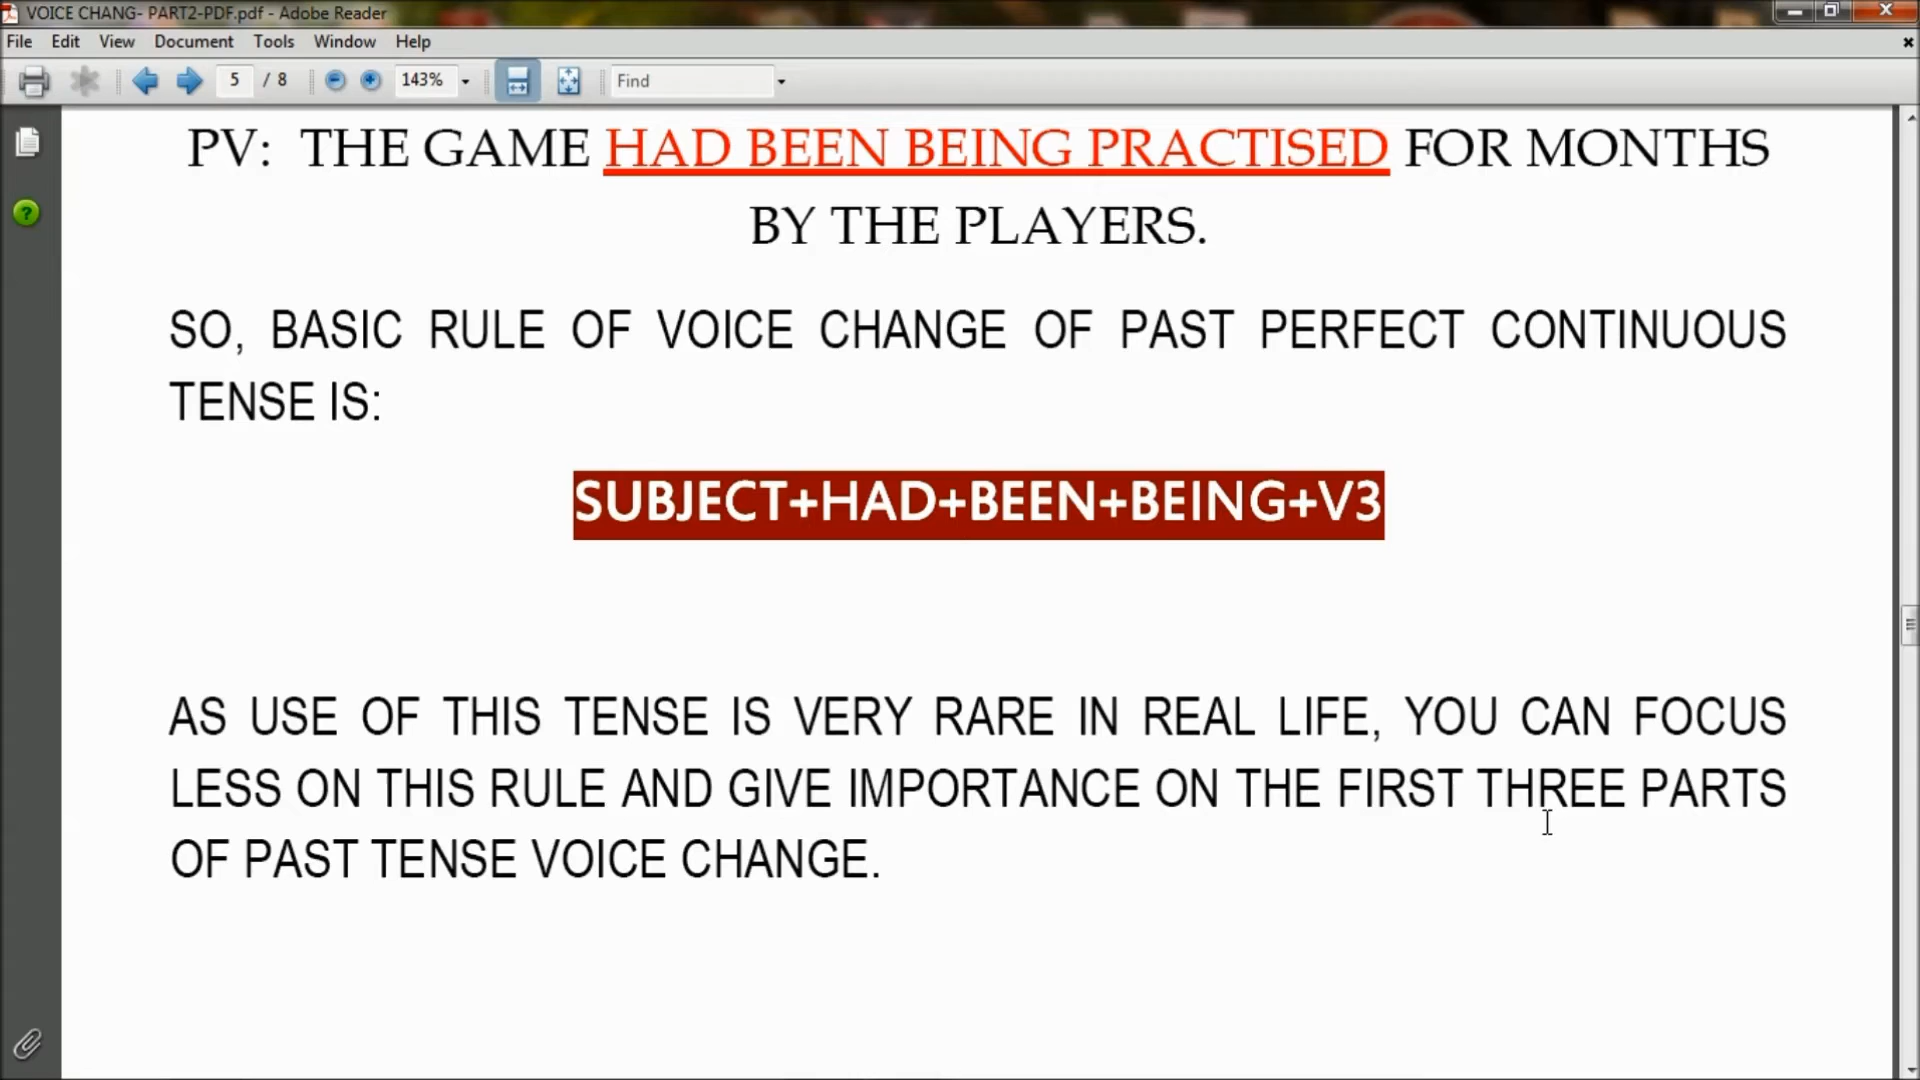 VOICE CHANG- PART2-PDF.pdf - Adobe Reader
File Edit View Document Tools Window Help
5 / 8 143% Find
PV: THE GAME HAD BEEN BEING PRACTISED FOR MONTHS
BY THE PLAYERS.
SO, BASIC RULE OF VOICE CHANGE OF PAST PERFECT CONTINUOUS
TENSE IS:
SUBJECT+HAD+BEEN+BEING+V3
AS USE OF THIS TENSE IS VERY RARE IN REAL LIFE, YOU CAN FOCUS
LESS ON THIS RULE AND GIVE IMPORTANCE ON THE FIRST THREE PARTS
OF PAST TENSE VOICE CHANGE.